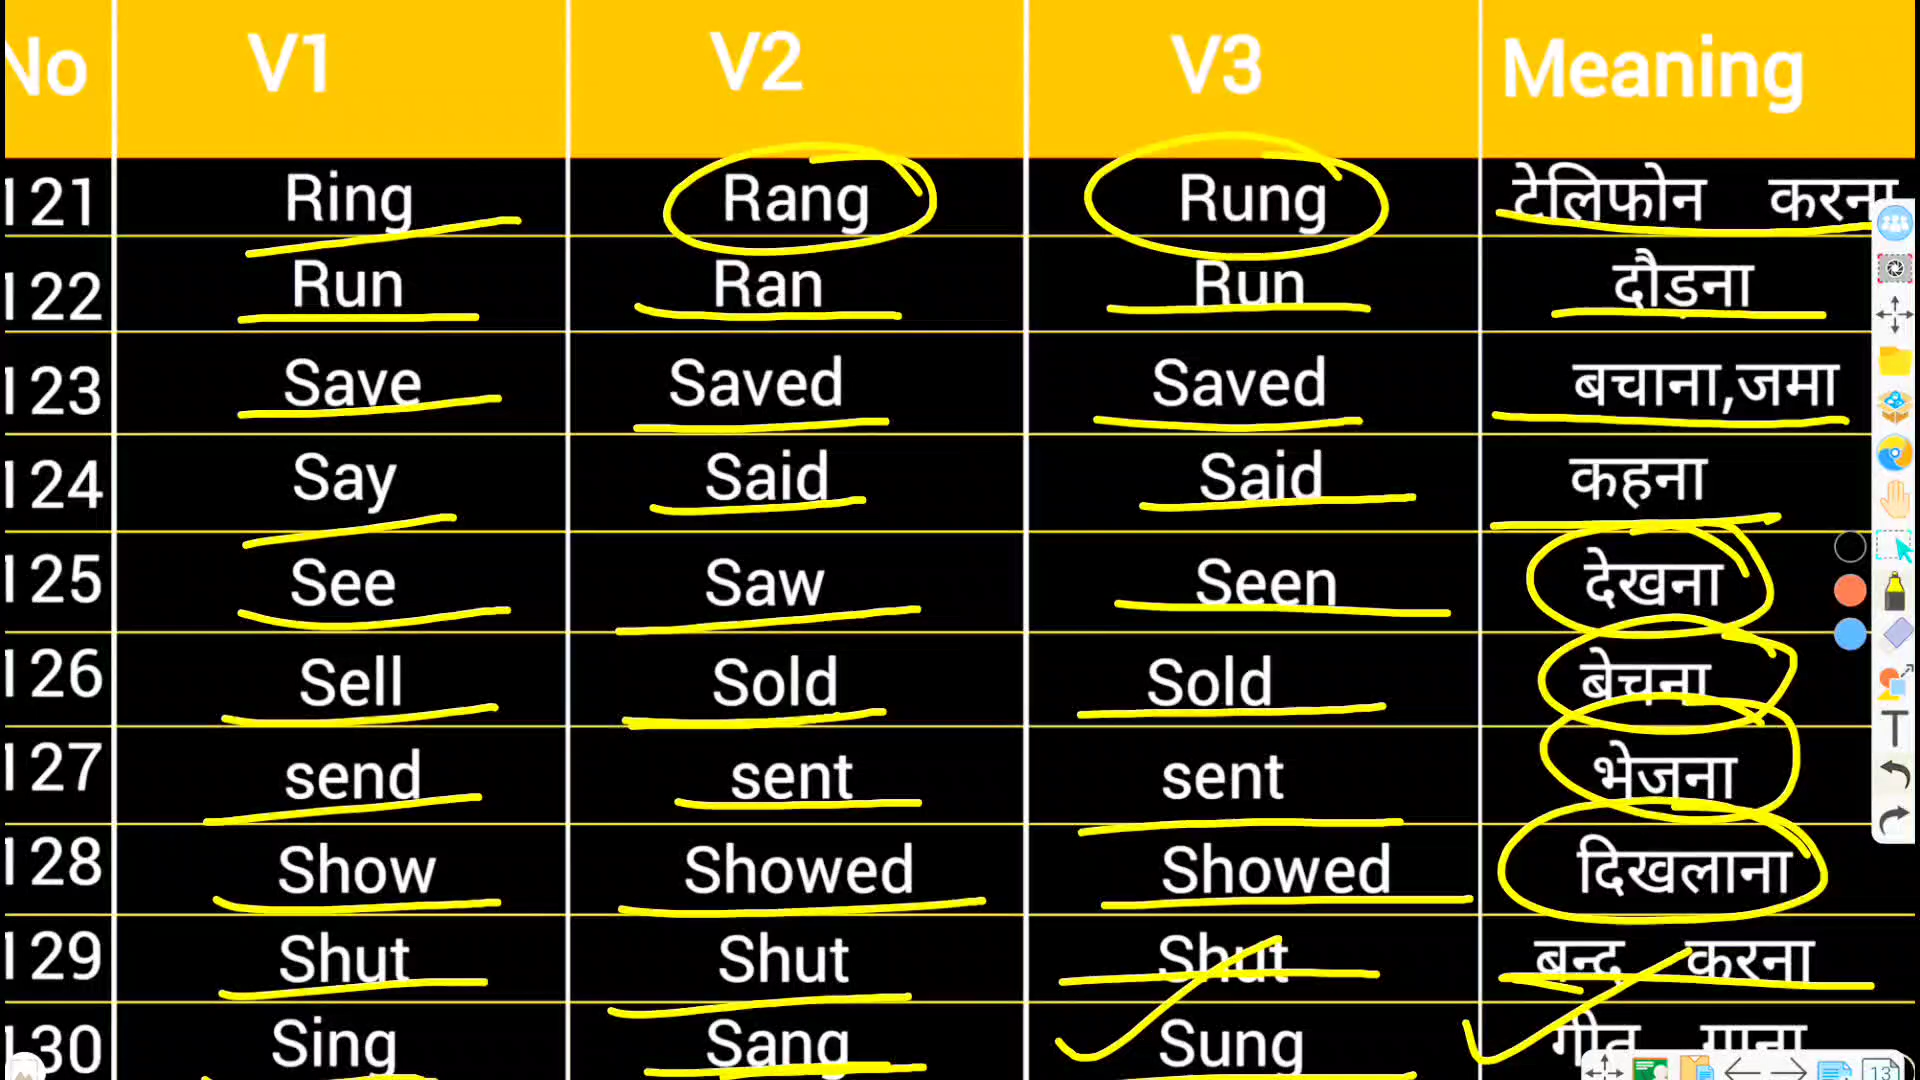 No V1 V2 V3 Meaning
121 Ring Rang Rung टेलिफोन करना
122 Run Ran Run दौडना
123 Save Saved Saved बचाना,जमा
124 Say Said Said कहना
125 See Saw Seen देखना
126 Sell Sold Sold बेचना
127 send sent sent भेजना
128 Show Showed Showed दिखलाना
129 Shut Shut Shut बन्द करना
130 Sing Sang Sung गीत गाना
T
13